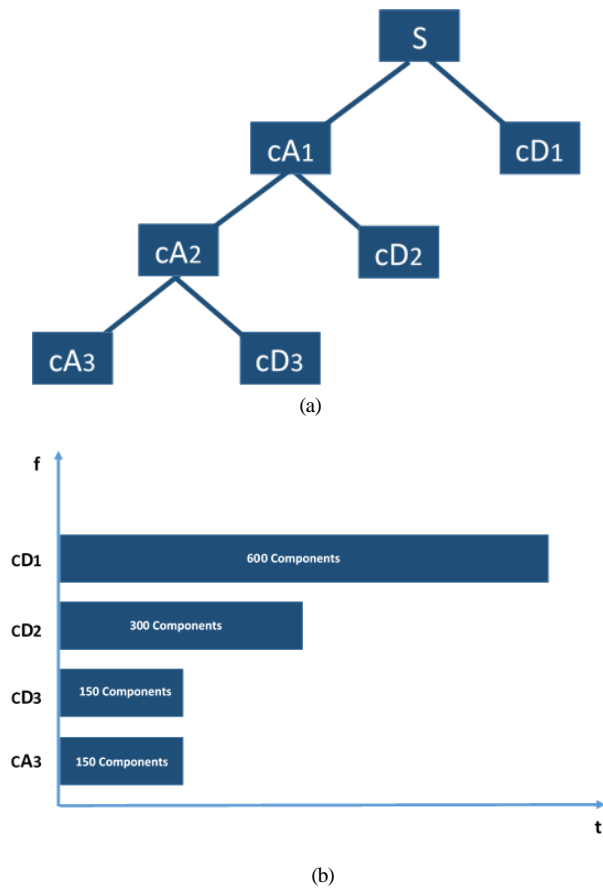 S
cA1 cD1
cA2 cD2
cA3 cD3
(a)
f
cD1 600 Components
cD2 300 Components
cD3 150 Components
cA3 150 Components
t
(b)